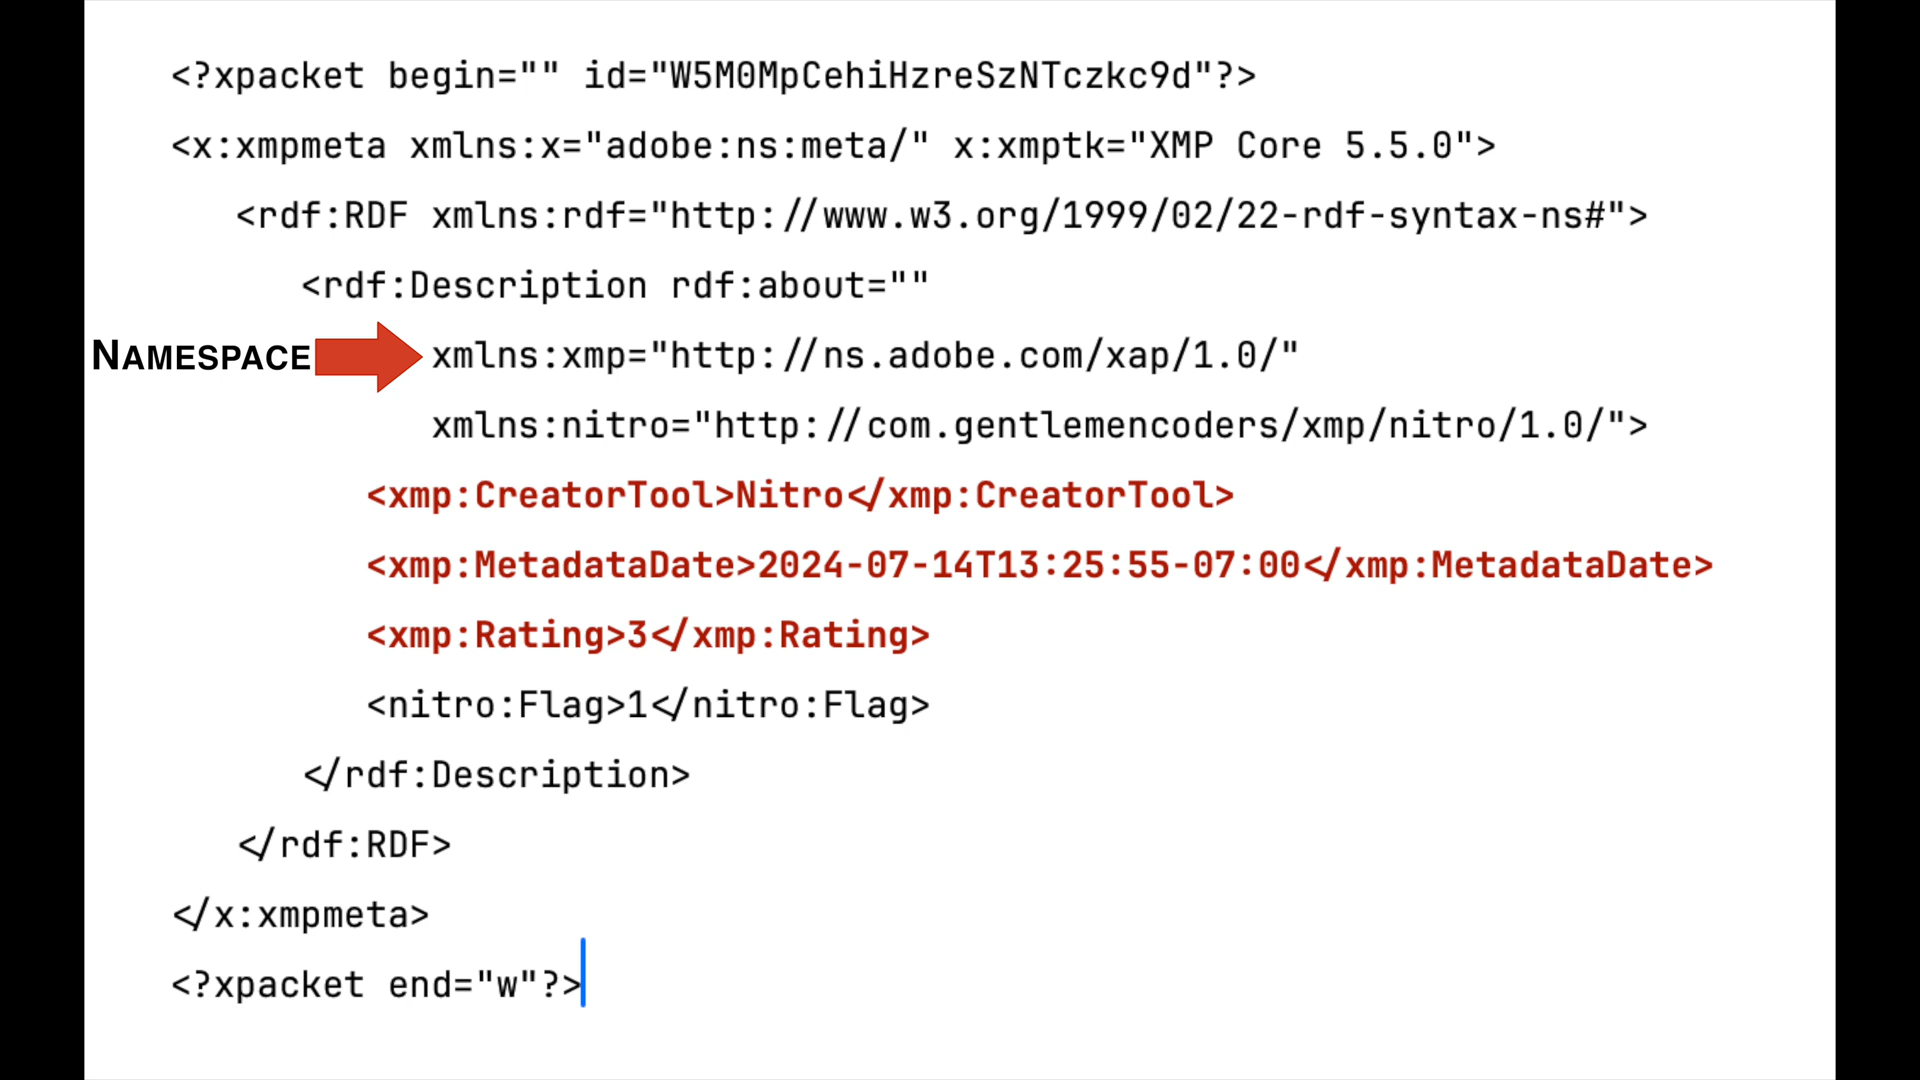 <?xpacket begin="" id="W5M0MpCehiHzreSzNTczkc9d"?>
<x:xmpmeta xmlns:x="adobe:ns:meta/" x:xmptk="XMP Core 5.5.0">
<rdf:RDF xmlns:rdf="http://www.w3.org/1999/02/22-rdf-syntax-ns#">
<rdf:Description rdf:about=""
NAMESPACE xmlns:xmp="http://ns.adobe.com/xap/1.0/"
xmlns:nitro="http://com.gentlemencoders/xmp/nitro/1.0/">
<xmp:CreatorTool>Nitro</xmp:CreatorTool>
<xmp:MetadataDate>2024-07-14T13:25:55-07:00</xmp:MetadataDate>
<xmp:Rating>3</xmp:Rating>
<nitro:Flag>1</nitro:Flag>
</rdf:Description>
</rdf:RDF>
</x:xmpmeta>
<?xpacket end="w"?>